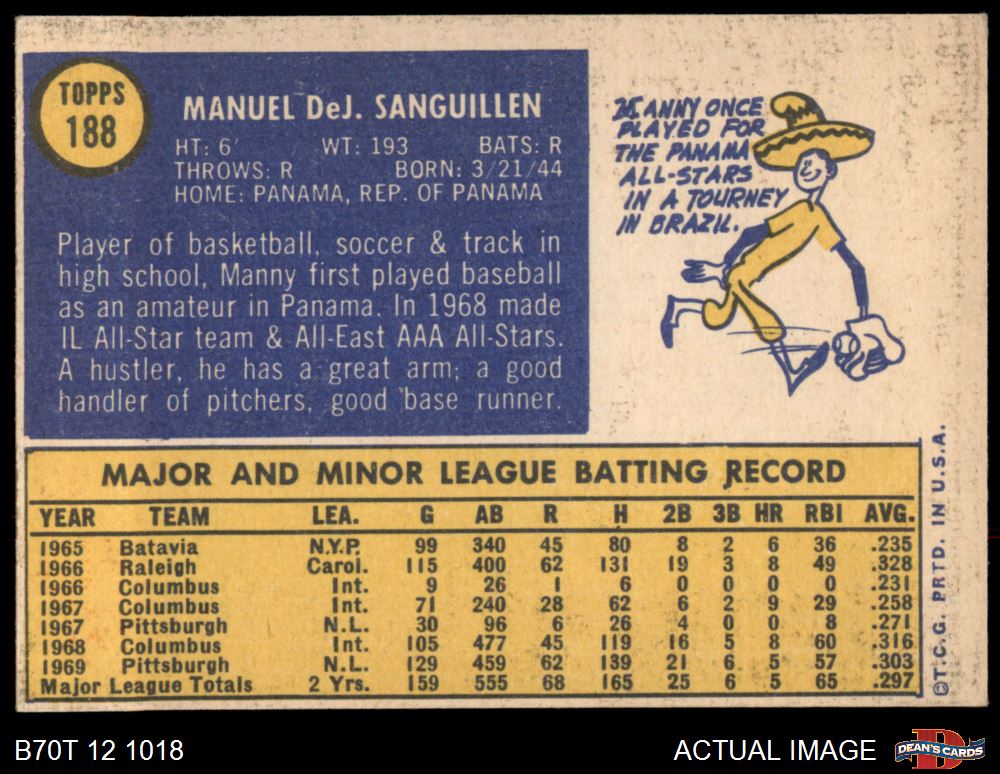 TOPPS
188
MANUEL DeJ. SANGUILLEN
HT: 6' WT: 193 BATS: R
THROWS: R BORN: 3/21/44
HOME: PANAMA, REP. OF PANAMA
Player of basketball, soccer & track in
high school, Manny first played baseball
as an amateur in Panama. In 1968 made
IL All-Star team & All-East AAA All-Stars.
A hustler, he has a great arm; a good
handler of pitchers, good base runner.
MANNY ONCE
PLAYED FOR
THE PANAMA
ALL-STARS
IN A TOURNEY
IN BRAZIL.
MAJOR AND MINOR LEAGUE BATTING RECORD
YEAR TEAM LEA. G AB R H 2B 3B HR RBI AVG.
1965 Batavia N.Y.P. 99 340 45 80 8 2 6 36 .235
1966 Raleigh Carol. 115 400 62 131 19 3 8 49 .328
1966 Columbus Int. 9 26 1 6 0 0 0 0 .231
1967 Columbus Int. 71 240 28 62 6 2 9 29 .258
1967 Pittsburgh N.L. 30 96 6 26 4 0 0 8 .271
1968 Columbus Int. 105 477 45 119 16 5 8 60 .316
1969 Pittsburgh N.L. 129 459 62 139 21 6 5 57 .303
Major League Totals 2 Yrs. 159 555 68 165 25 6 5 65 .297
©T.C.G. PRTD. IN U.S.A.
B70T 12 1018
ACTUAL IMAGE
DEAN'S CARDS